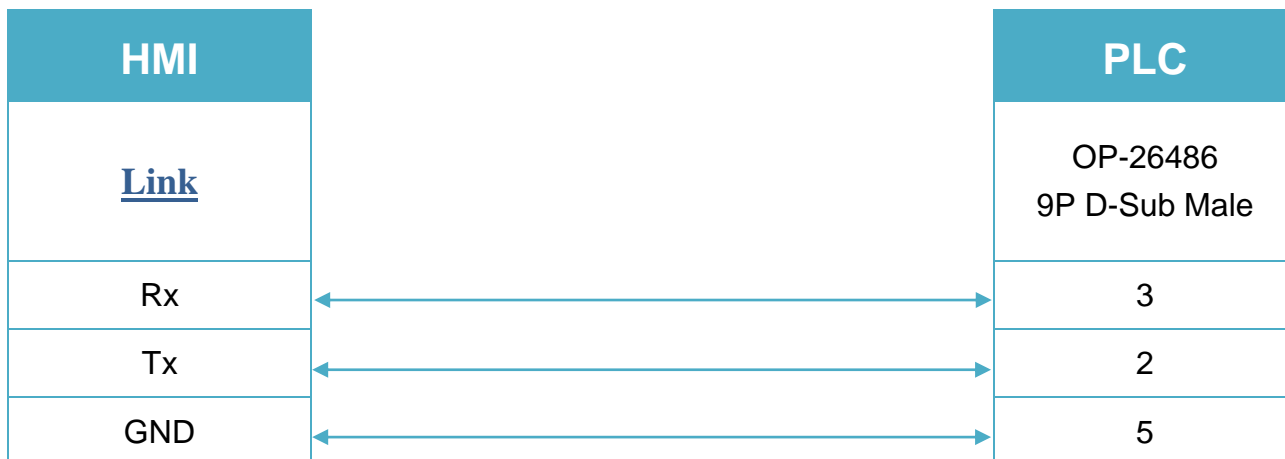 HMI PLC
Link OP-26486
9P D-Sub Male
Rx 3
Tx 2
GND 5